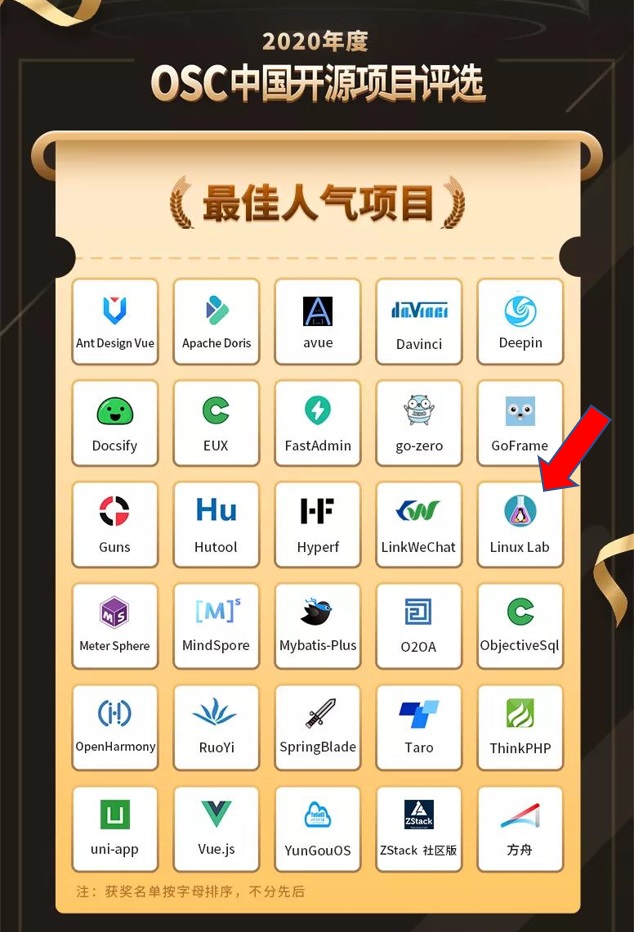 2020年度
OSC中国开源项目评选
最佳人气项目
Ant Design Vue
Apache Doris
A
avue
da.Vinci
Davinci
Deepin
Docsify
EUX
FastAdmin
go-zero
GoFrame
Guns
Hu
Hutool
HF
Hyperf
LinkWeChat
Linux Lab
MS
Meter Sphere
[M]s
MindSpore
Mybatis-Plus
O2OA
ObjectiveSql
OpenHarmony
RuoYi
SpringBlade
Taro
ThinkPHP
uni-app
Vue.js
YunGouOS
ZStack
ZStack 社区版
方舟
注：获奖名单按字母排序，不分先后